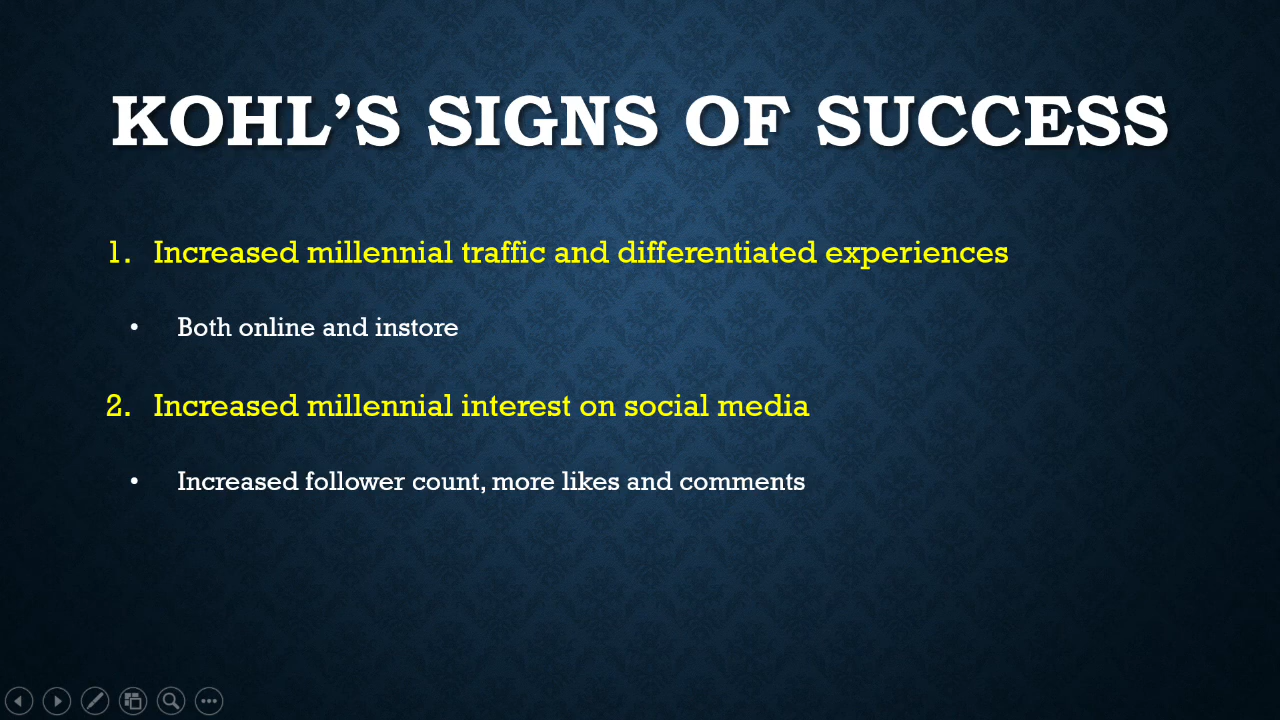 KOHL’S SIGNS OF SUCCESS
1. Increased millennial traffic and differentiated experiences
• Both online and instore
2. Increased millennial interest on social media
• Increased follower count, more likes and comments